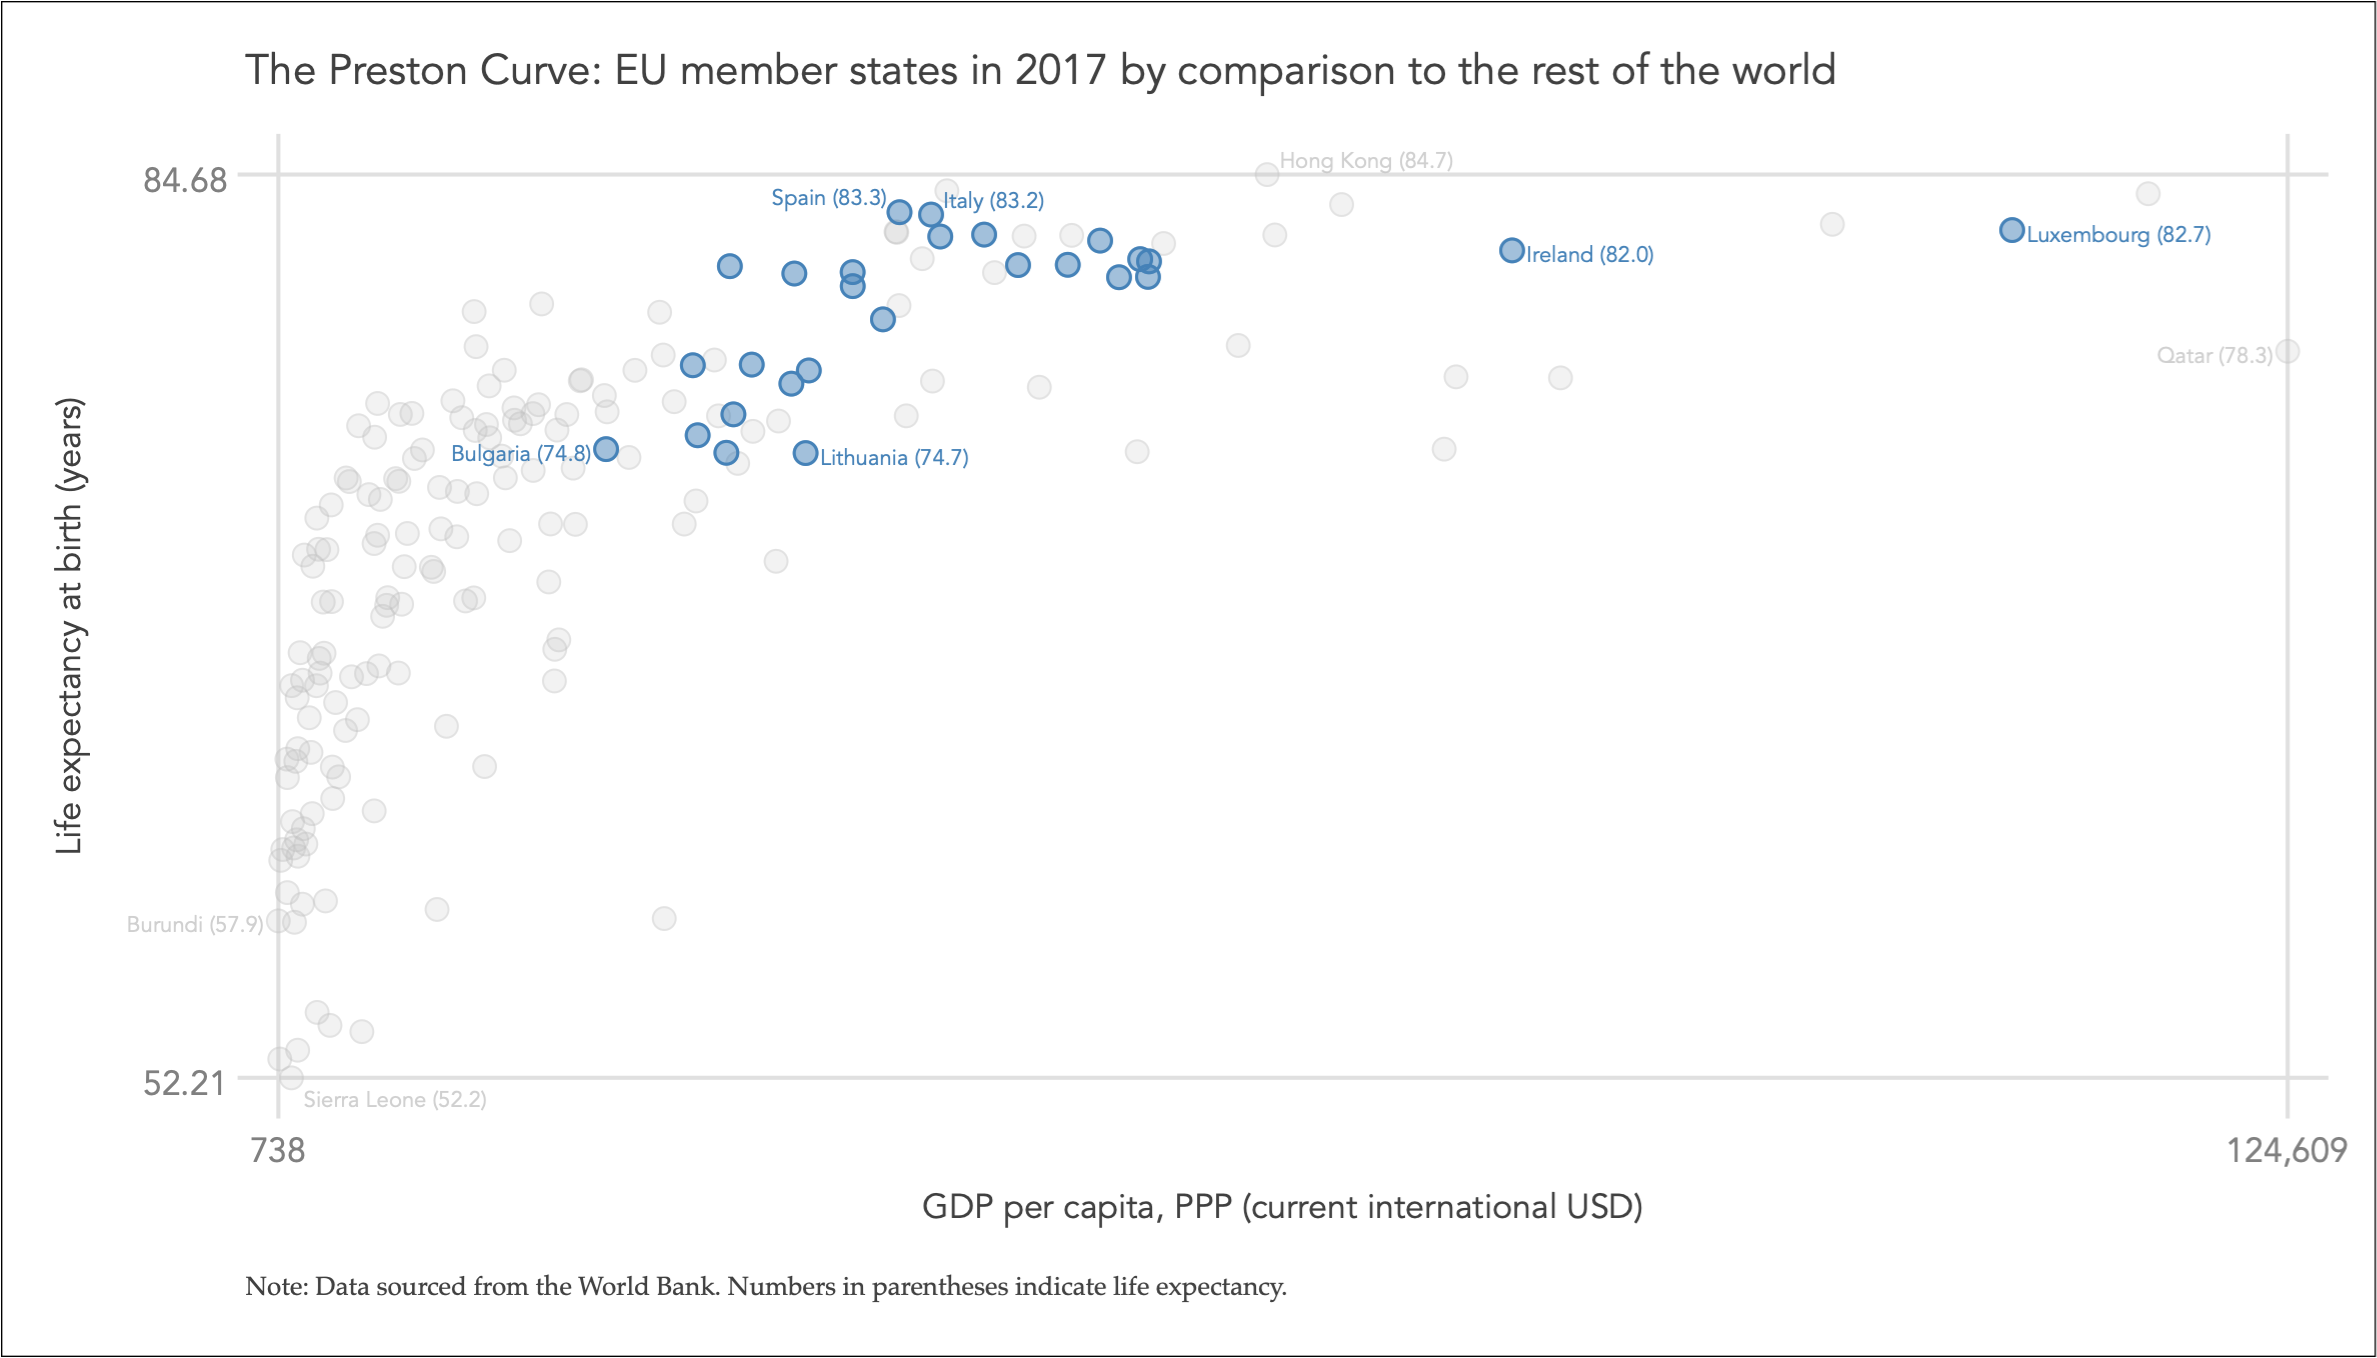 The Preston Curve: EU member states in 2017 by comparison to the rest of the world
84.68
Hong Kong (84.7)
Spain (83.3)
Italy (83.2)
Luxembourg (82.7)
Ireland (82.0)
Qatar (78.3)
Life expectancy at birth (years)
Bulgaria (74.8)
Lithuania (74.7)
Burundi (57.9)
52.21
Sierra Leone (52.2)
738
124,609
GDP per capita, PPP (current international USD)
Note: Data sourced from the World Bank. Numbers in parentheses indicate life expectancy.